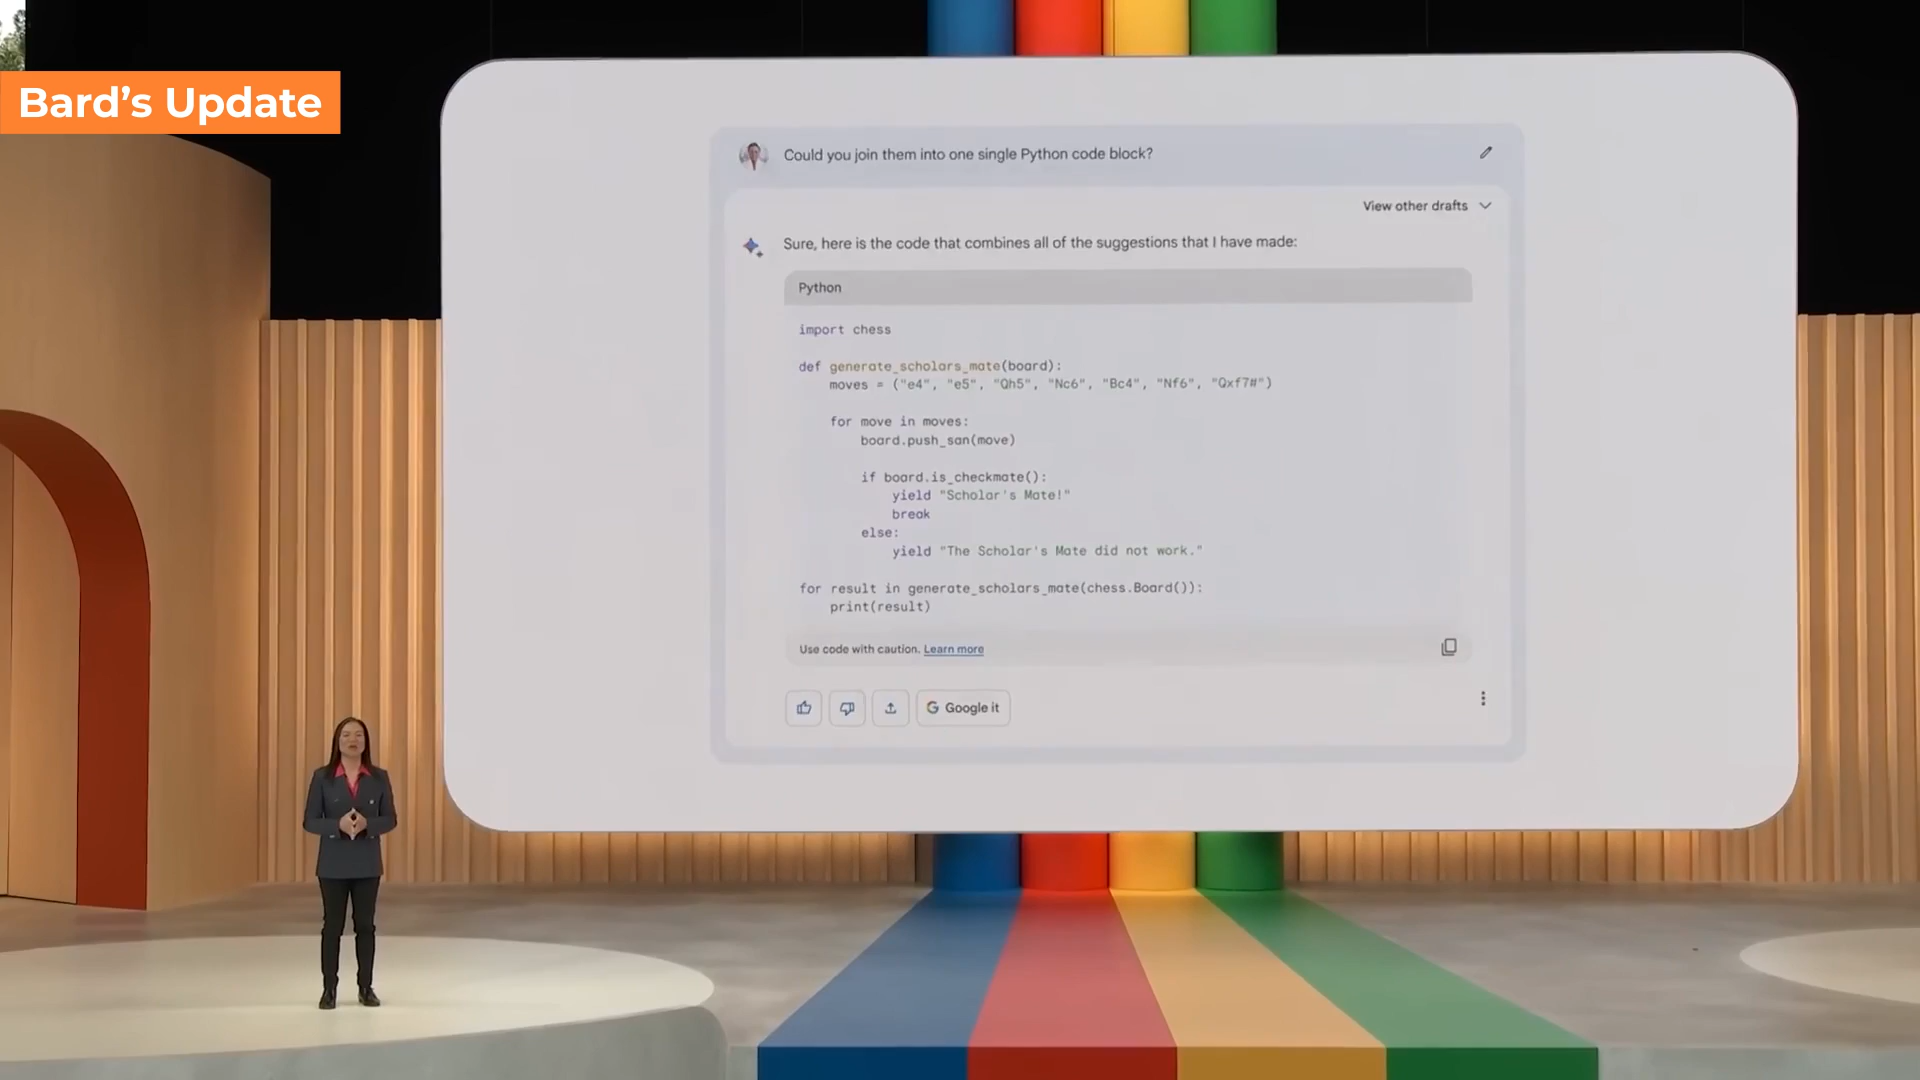 Bard’s Update
Could you join them into one single Python code block?
View other drafts
Sure, here is the code that combines all of the suggestions that I have made:
Python
import chess
def generate_scholars_mate(board):
moves = ("e4", "e5", "Qh5", "Nc6", "Bc4", "Nf6", "Qxf7#")
for move in moves:
board.push_san(move)
if board.is_checkmate():
yield "Scholar's Mate!"
break
else:
yield "The Scholar's Mate did not work."
for result in generate_scholars_mate(chess.Board()):
print(result)
Use code with caution. Learn more
Google it